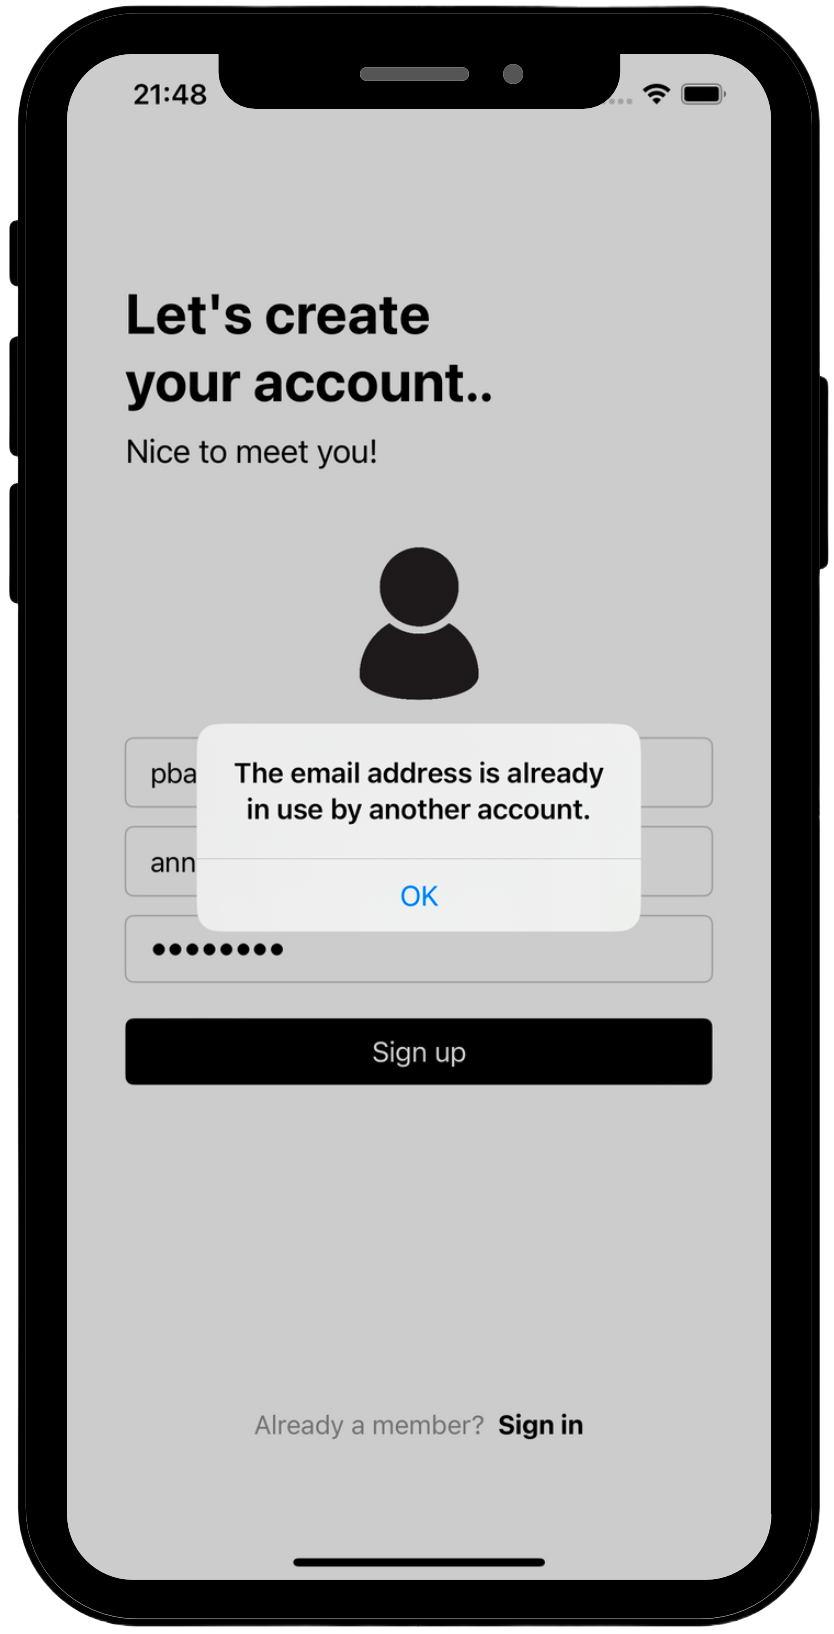 21:48
Let's create
your account..
Nice to meet you!
pba
The email address is already
in use by another account.
ann
OK
Sign up
Already a member? Sign in